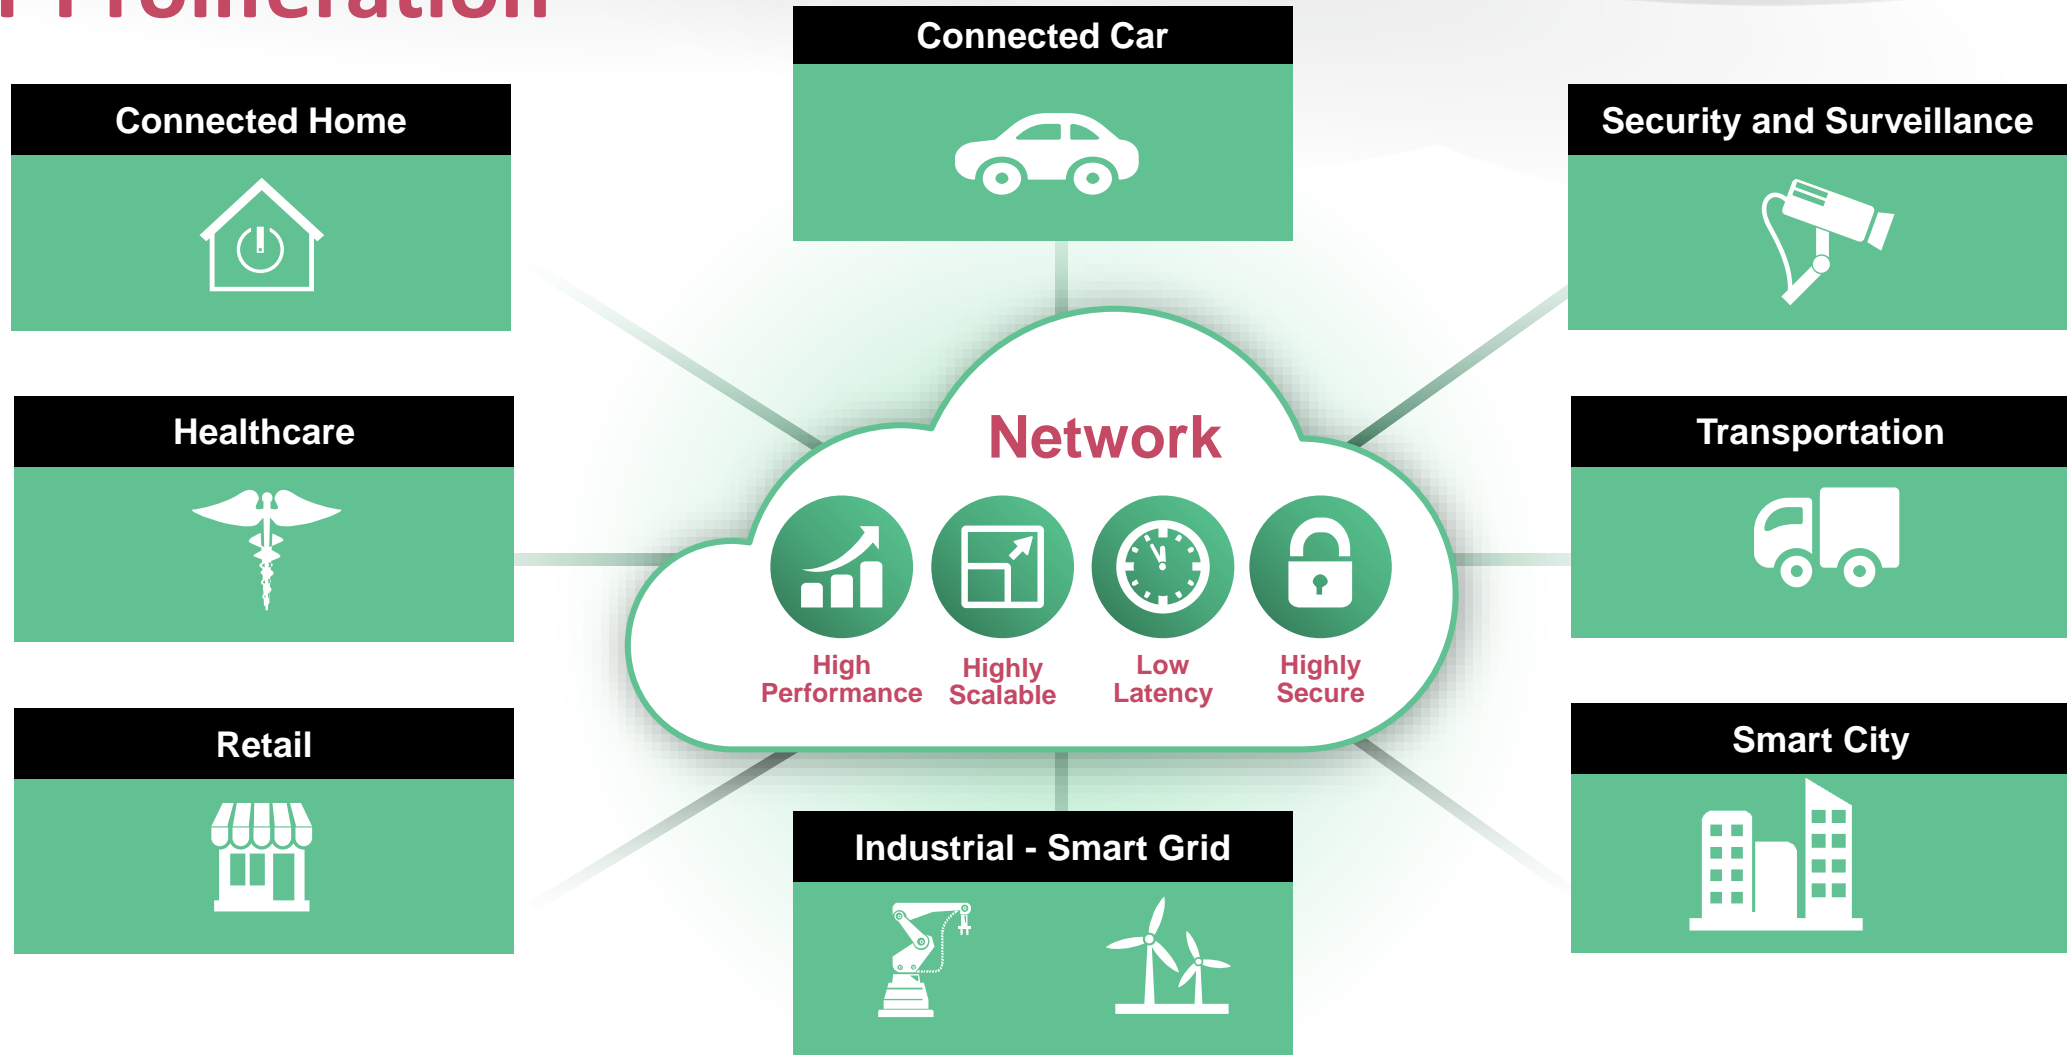 Proliferation
Connected Car
Connected Home
Security and Surveillance
Healthcare
Network
Transportation
High
Performance
Highly
Scalable
Low
Latency
Highly
Secure
Retail
Smart City
Industrial - Smart Grid